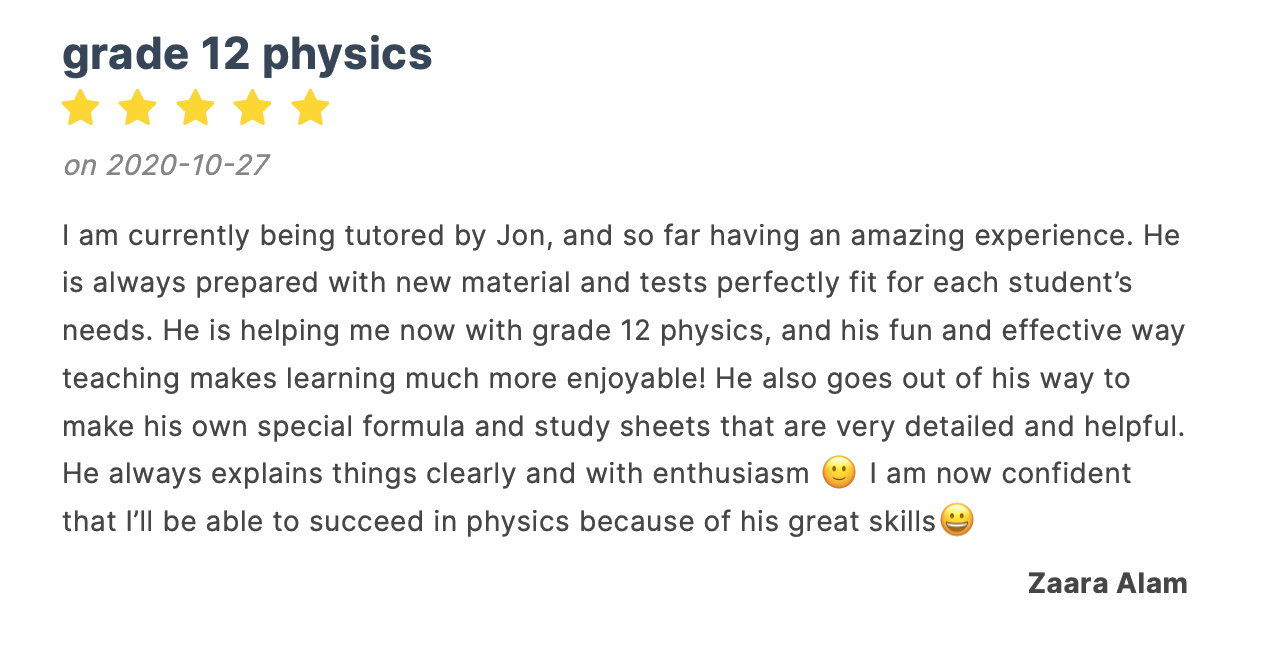 grade 12 physics
on 2020-10-27
I am currently being tutored by Jon, and so far having an amazing experience. He
is always prepared with new material and tests perfectly fit for each student’s
needs. He is helping me now with grade 12 physics, and his fun and effective way
teaching makes learning much more enjoyable! He also goes out of his way to
make his own special formula and study sheets that are very detailed and helpful.
He always explains things clearly and with enthusiasm 🙂 I am now confident
that I’ll be able to succeed in physics because of his great skills😀
Zaara Alam